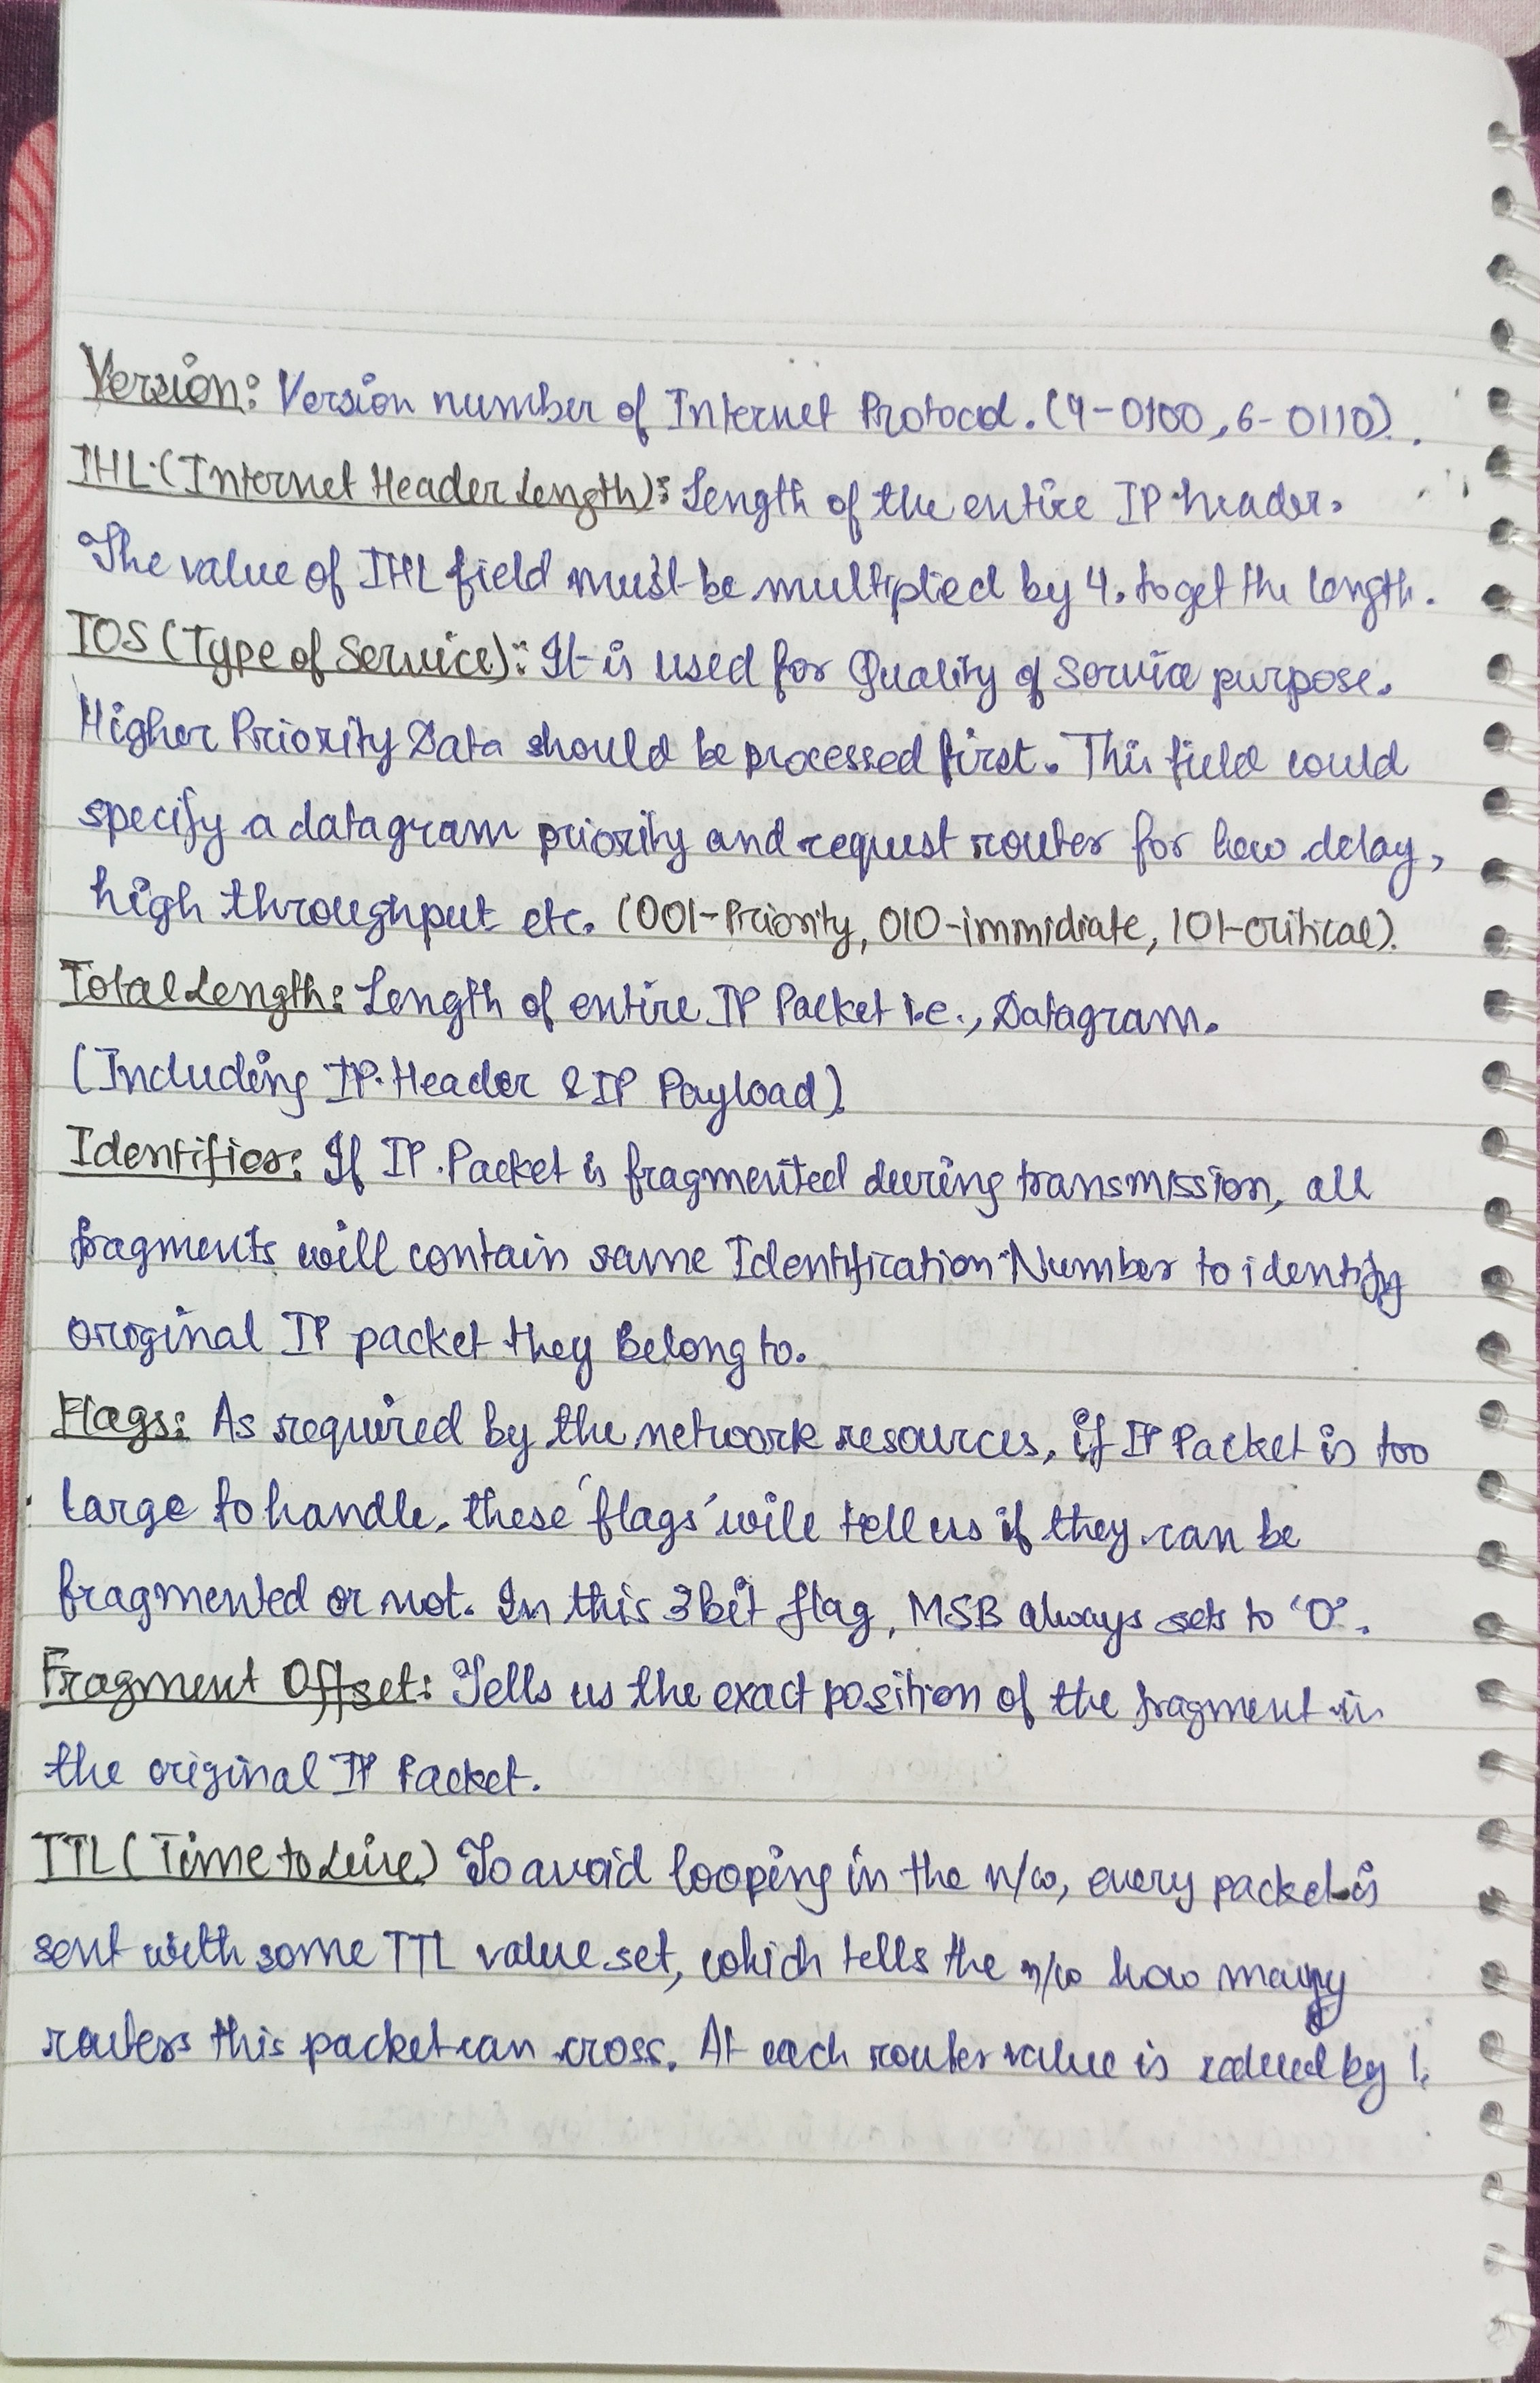 Version: Version number of Internet Protocol. (4-0100, 6-0110).
IHL (Internet Header Length): Length of the entire IP header.
The value of IHL field must be multiplied by 4. to get the length.
TOS (Type of Service): It is used for Quality of Service purpose.
Higher Priority Data should be processed first. This field could
specify a datagram priority and request router for low delay,
high throughput etc. (001-Priority, 010-immidiate, 101-critical).
Total Length: Length of entire IP Packet i.e., Datagram.
(Including IP Header & IP Payload).
Identifier: If IP Packet is fragmented during transmission, all
fragments will contain same Identification Number to identify
original IP packet they Belong to.
Flags: As required by the network resources, if IP Packet is too
large to handle, these 'flags' will tell us if they can be
fragmented or not. In this 3 bit flag, MSB always sets to '0'.
Fragment Offset: Tells us the exact position of the fragment in
the original IP Packet.
TTL (Time to Live) To avoid looping in the n/w, every packet is
sent with some TTL value set, which tells the n/w how many
routers this packet can cross. At each router value is reduced by 1.